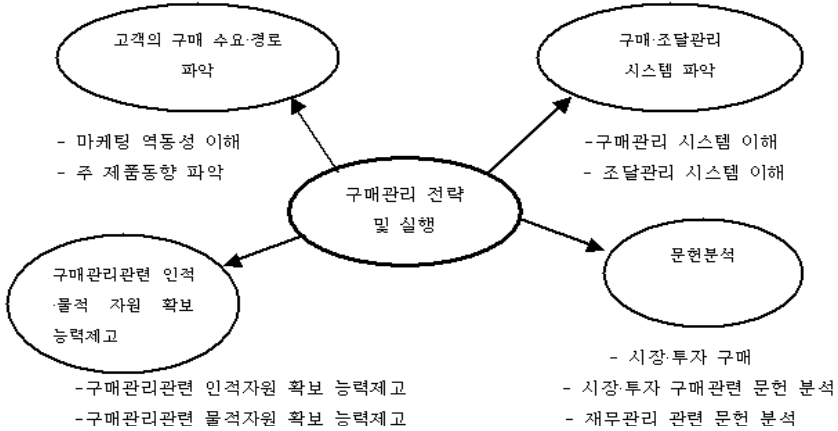 고객의 구매 수요·경로
파악
- 마케팅 역동성 이해
- 주 제품동향 파악
구매·조달관리
시스템 파악
-구매관리 시스템 이해
- 조달관리 시스템 이해
구매관리 전략
및 실행
구매관리관련 인적
·물적 자원 확보
능력제고
-구매관리관련 인적자원 확보 능력제고
-구매관리관련 물적자원 확보 능력제고
문헌분석
- 시장·투자 구매
- 시장·투자 구매관련 문헌 분석
- 재무관리 관련 문헌 분석